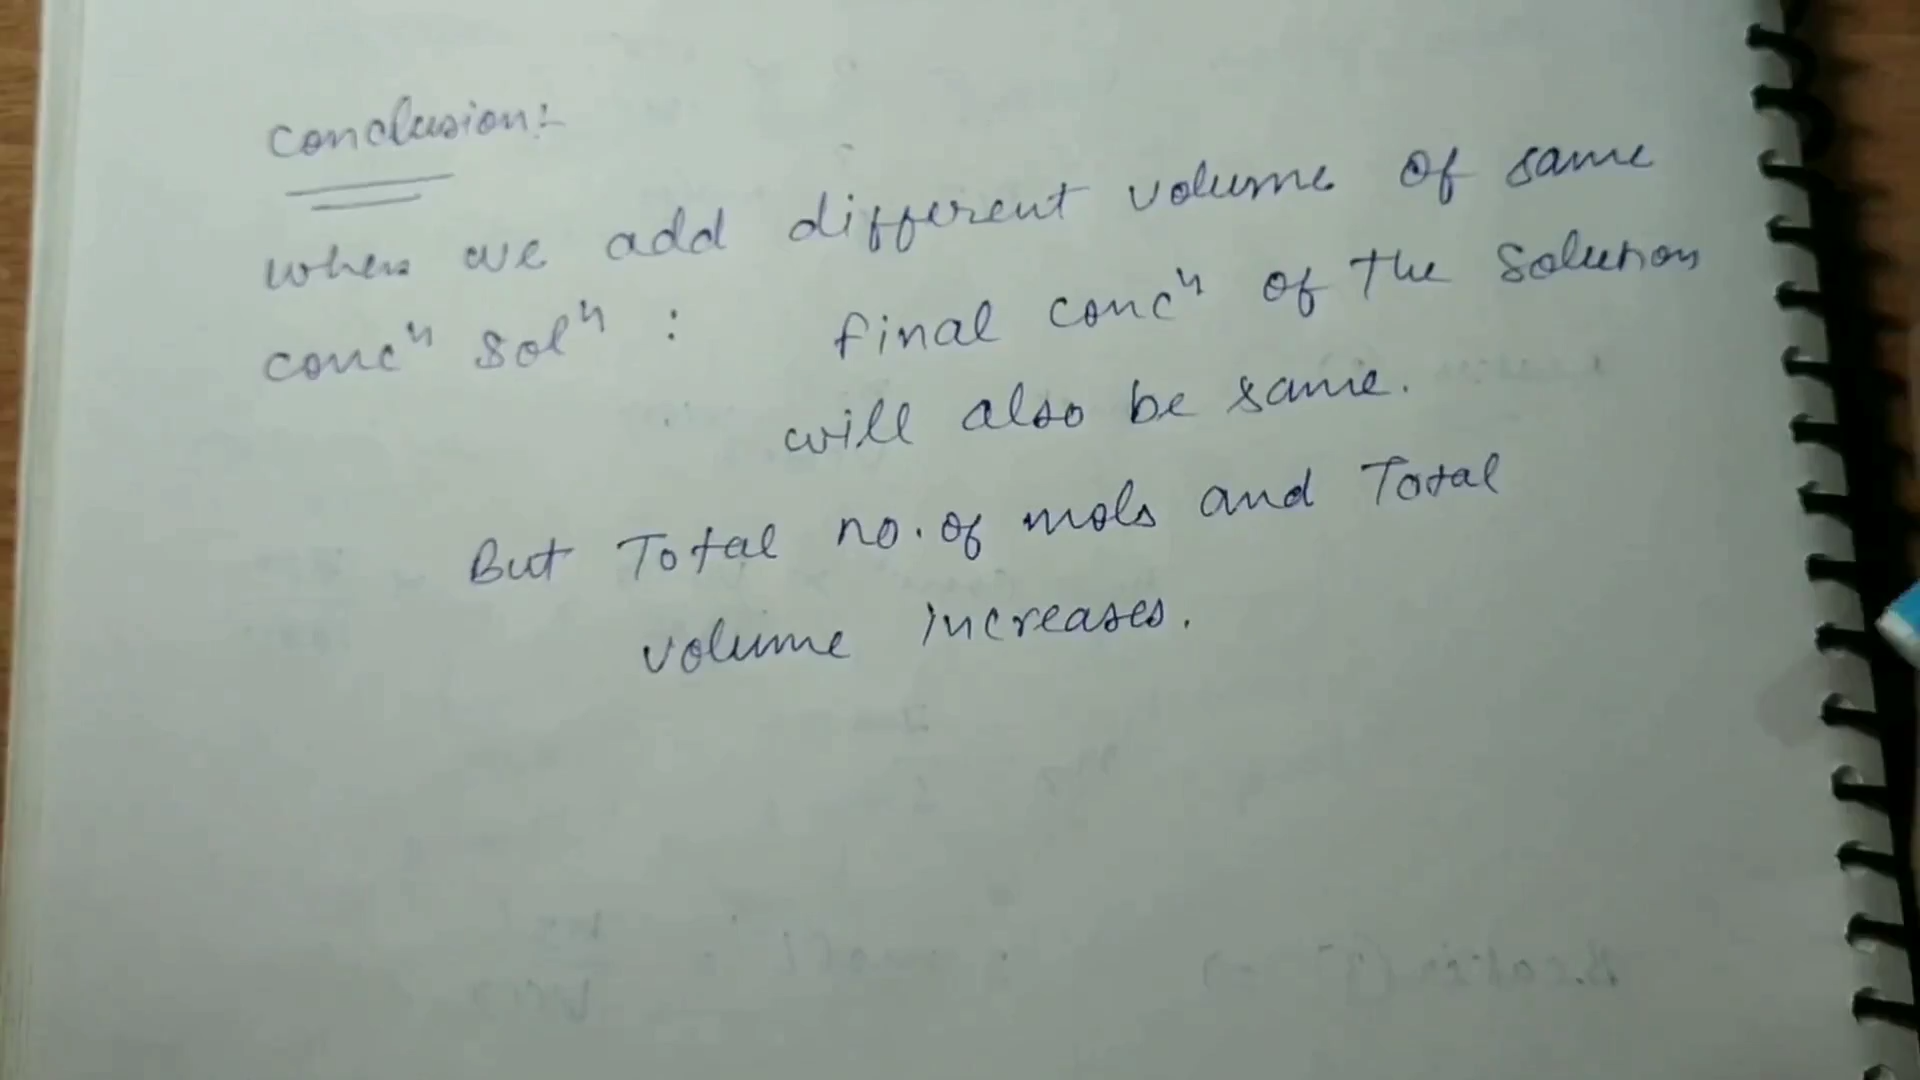 Conclusion:-
when we add different volume of same
concⁿ solⁿ : final concⁿ of the solution
will also be same.
But Total no. of mols and Total
volume increases.